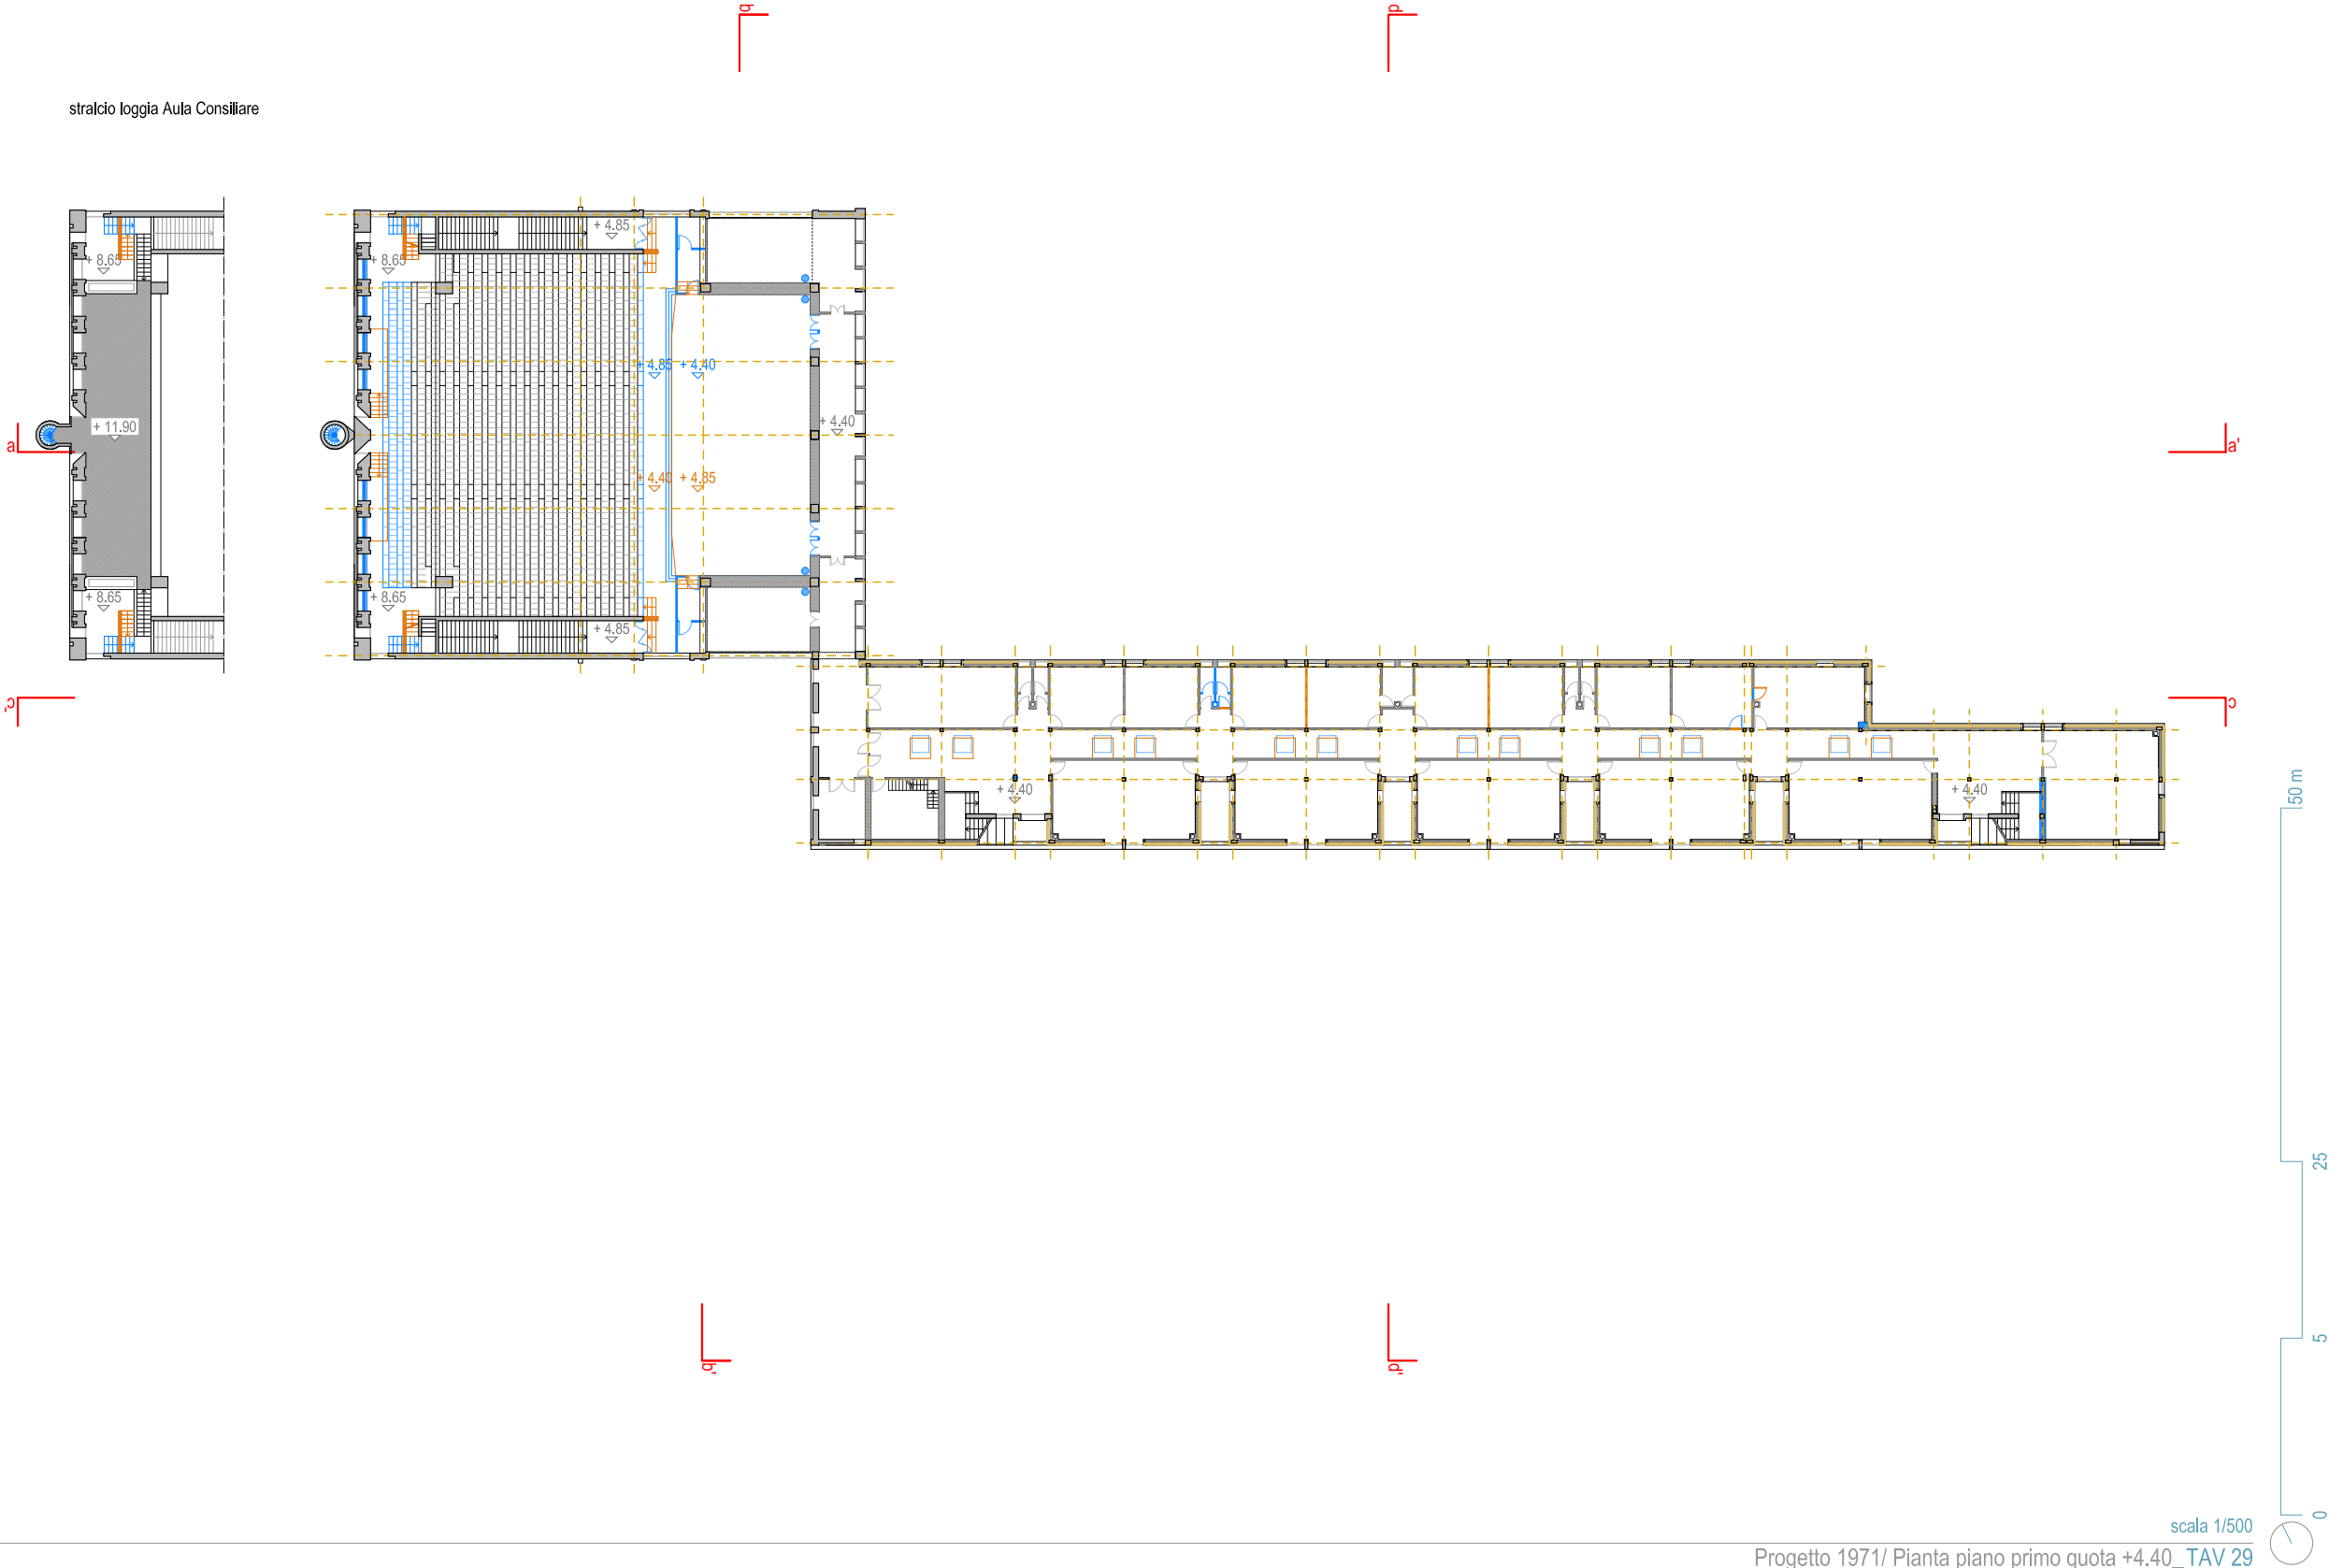 b
d
stralcio loggia Aula Consiliare
+ 4.85
+ 8.65
+ 8.65
+ 4.85
+ 4.40
+ 11.90
+ 4.40
a
a'
+ 4.40
+ 4.85
+ 8.65
+ 8.65
+ 4.85
c'
c
+ 4.40
+ 4.40
50 m
25
5
0
b'
d'
scala 1/500
Progetto 1971/ Pianta piano primo quota +4.40_ TAV 29